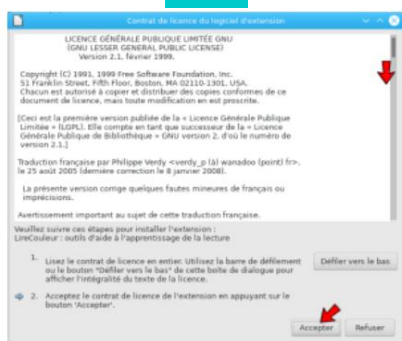 Contrat de licence du logiciel d'extension
LICENCE GÉNÉRALE PUBLIQUE LIMITÉE GNU
(GNU LESSER GENERAL PUBLIC LICENSE)
Version 2.1, février 1999.
Copyright (C) 1991, 1999 Free Software Foundation, Inc.
51 Franklin Street, Fifth Floor, Boston, MA 02110-1301, USA.
Chacun est autorisé à copier et distribuer des copies conformes de ce
document de licence, mais toute modification en est proscrite.
[Ceci est la première version publiée de la « Licence Générale Publique
Limitée » (LGPL). Elle compte en tant que successeur de la « Licence
Générale Publique de Bibliothèque » GNU version 2, d'où le numéro de
version 2.1.]
Traduction française par Philippe Verdy <verdy_p (à) wanadoo (point) fr>,
le 25 août 2005 (dernière correction le 8 janvier 2008).
La présente version corrige quelques fautes mineures de français ou
imprécisions.
Avertissement important au sujet de cette traduction française.
Veuillez suivre ces étapes pour installer l'extension :
LireCouleur : outils d'aide à l'apprentissage de la lecture
1. Lisez le contrat de licence en entier. Utilisez la barre de défilement
ou le bouton "Défiler vers le bas" de cette boîte de dialogue pour
afficher l'intégralité du texte de la licence.
Défiler vers le bas
2. Acceptez le contrat de licence de l'extension en appuyant sur le
bouton 'Accepter'.
Accepter Refuser